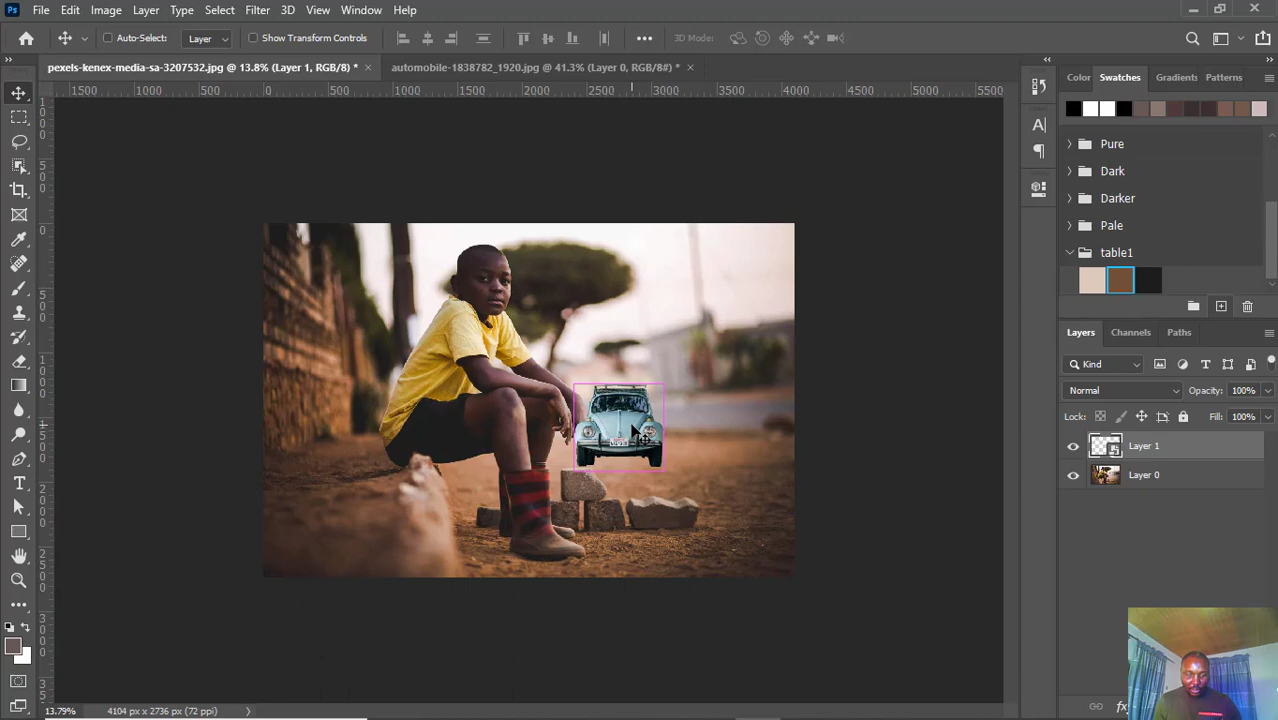 Ps File Edit Image Layer Type Select Filter 3D View Window Help
Auto-Select: Layer Show Transform Controls 3D Mode:
pexels-kenex-media-sa-3207532.jpg @ 13.8% (Layer 1, RGB/8) * automobile-1838782_1920.jpg @ 41.3% (Layer 0, RGB/8#) *
Color Swatches Gradients Patterns
1500 1000 500 0 500 1000 1500 2000 2500 3000 3500 4000 4500 5000 5500
Pure
Dark
Darker
Pale
table1
Layers Channels Paths
Kind
Normal Opacity: 100%
Lock: Fill: 100%
Layer 1
Layer 0
fx
13.79% 4104 px x 2736 px (72 ppi)